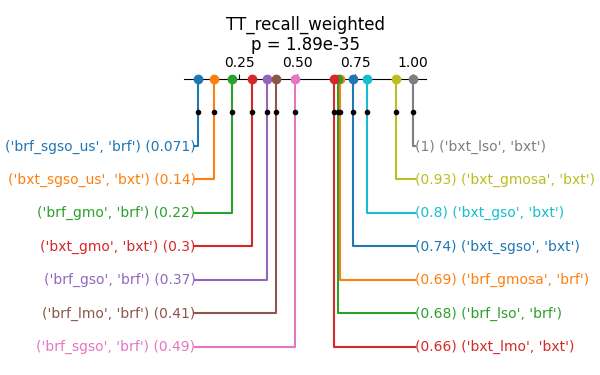 TT_recall_weighted
p = 1.89e-35
0.25 0.50 0.75 1.00
('brf_sgso_us', 'brf') (0.071) (1) ('bxt_lso', 'bxt')
('bxt_sgso_us', 'bxt') (0.14) (0.93) ('bxt_gmosa', 'bxt')
('brf_gmo', 'brf') (0.22) (0.8) ('bxt_gso', 'bxt')
('bxt_gmo', 'bxt') (0.3) (0.74) ('bxt_sgso', 'bxt')
('brf_gso', 'brf') (0.37) (0.69) ('brf_gmosa', 'brf')
('brf_lmo', 'brf') (0.41) (0.68) ('brf_lso', 'brf')
('brf_sgso', 'brf') (0.49) (0.66) ('bxt_lmo', 'bxt')